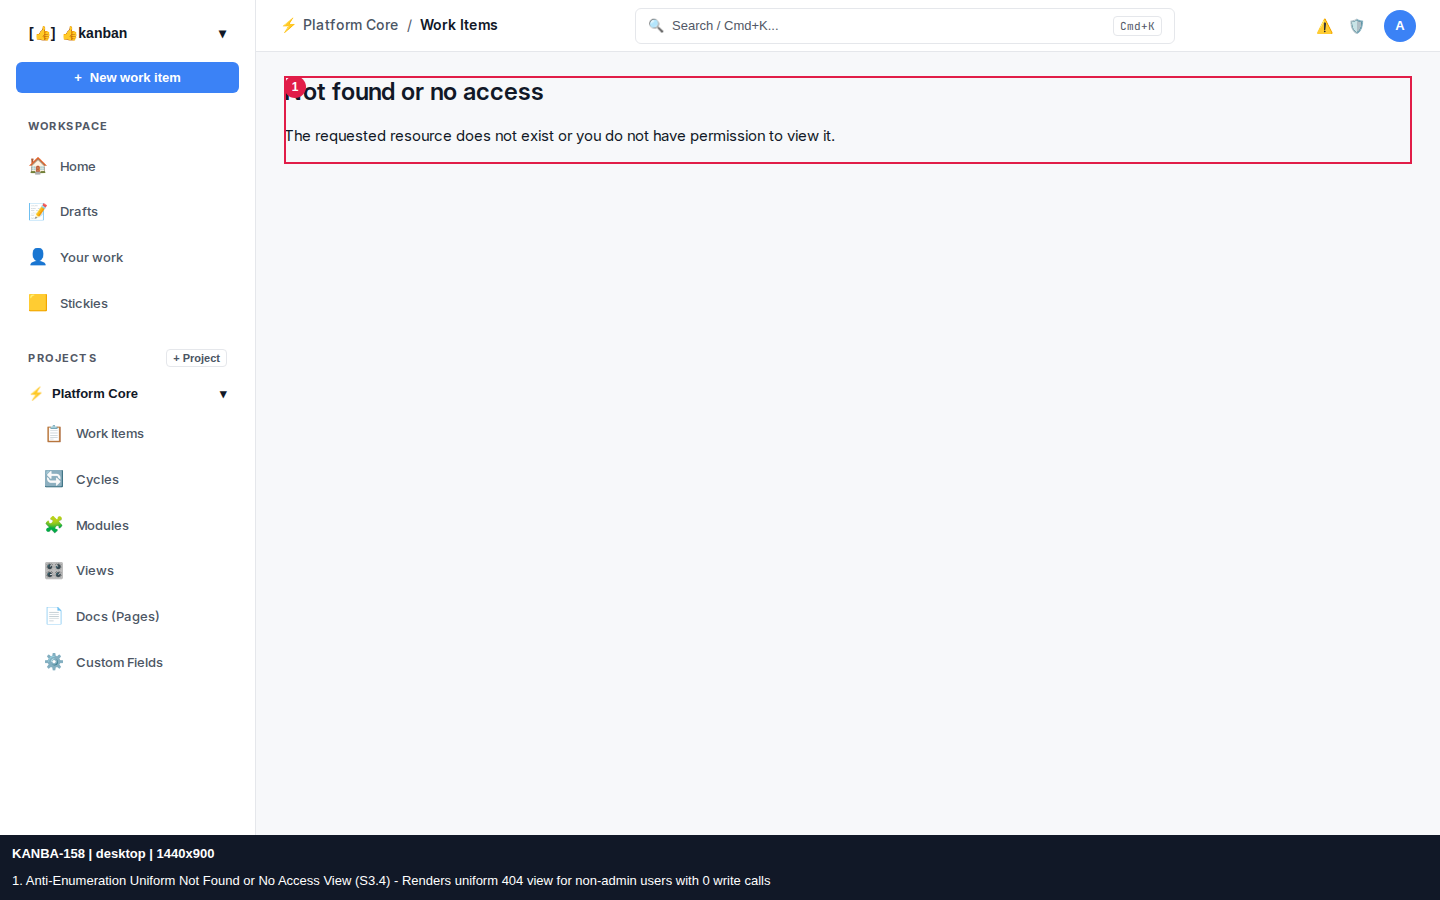 [👍] 👍kanban ▼
+ New work item
WORKSPACE
🏠 Home
📝 Drafts
👤 Your work
🟨 Stickies
PROJECTS + Project
⚡ Platform Core ▼
📋 Work Items
🔄 Cycles
🧩 Modules
🎛️ Views
📄 Docs (Pages)
⚙️ Custom Fields
⚡ Platform Core / Work Items
🔍 Search / Cmd+K... Cmd+K
⚠️ 🛡️ A
1
Not found or no access
The requested resource does not exist or you do not have permission to view it.
KANBA-158 | desktop | 1440x900
1. Anti-Enumeration Uniform Not Found or No Access View (S3.4) - Renders uniform 404 view for non-admin users with 0 write calls